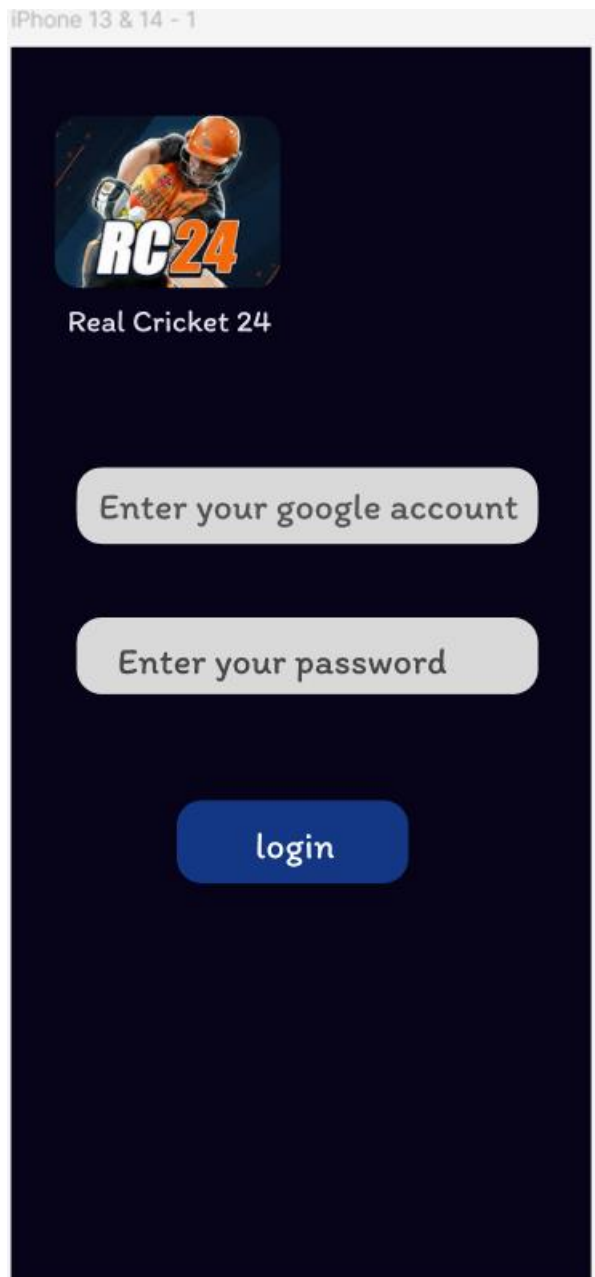 iPhone 13 & 14 - 1
RC24
Real Cricket 24
Enter your google account
Enter your password
login